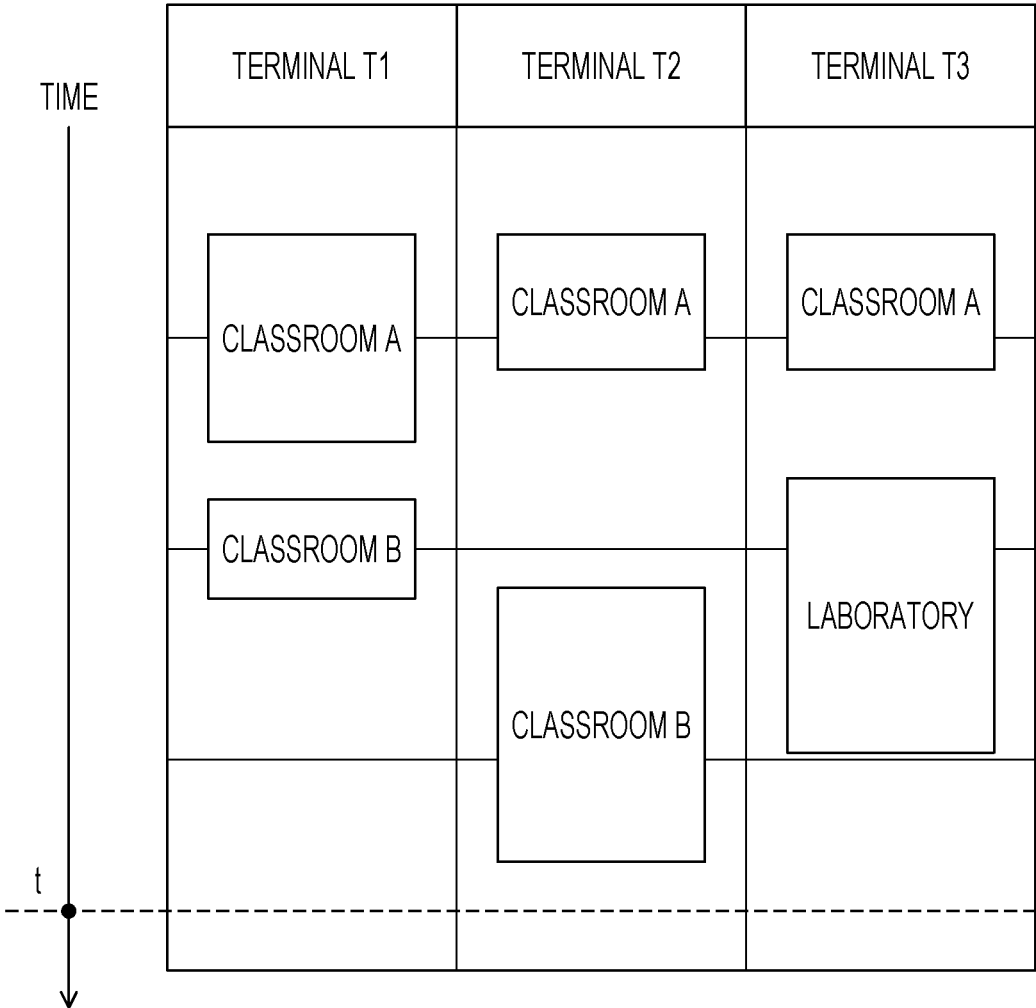 TIME
TERMINAL T1
TERMINAL T2
TERMINAL T3
CLASSROOM A
CLASSROOM A
CLASSROOM A
CLASSROOM B
LABORATORY
CLASSROOM B
t